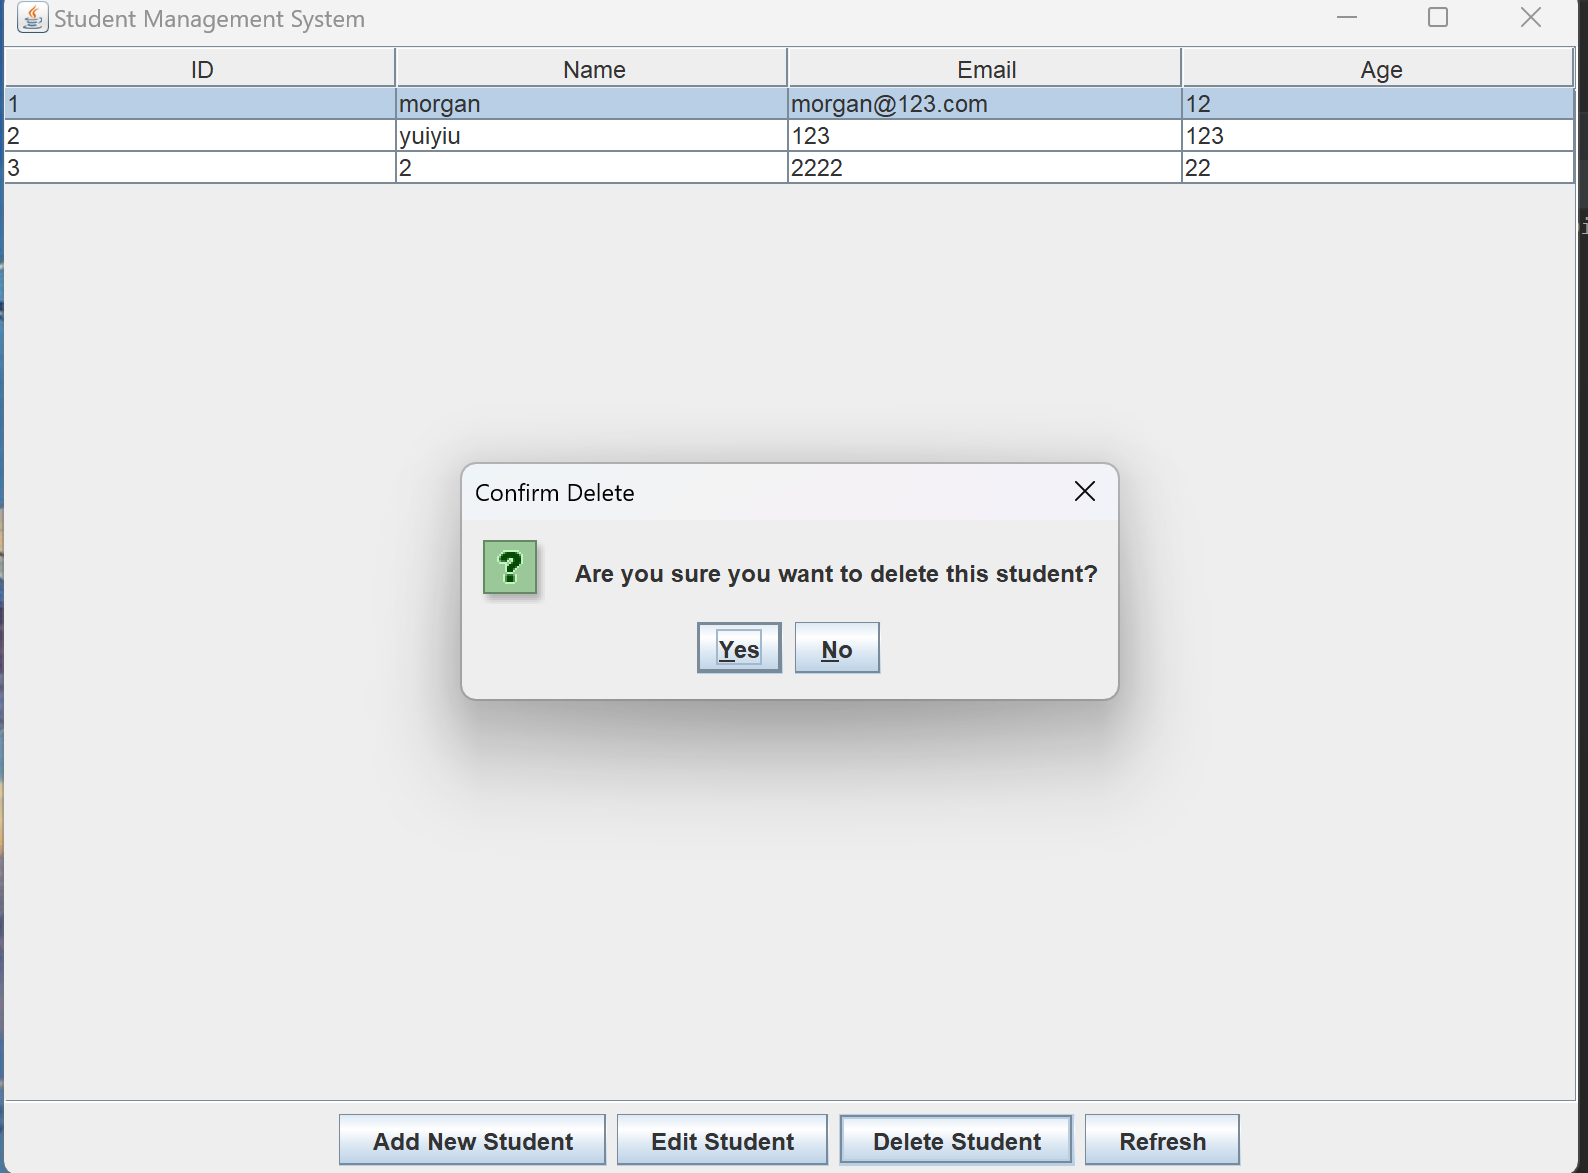 Student Management System
ID Name Email Age
1 morgan morgan@123.com 12
2 yuiyiu 123 123
3 2 2222 22
Confirm Delete
? Are you sure you want to delete this student?
Yes No
Add New Student Edit Student Delete Student Refresh